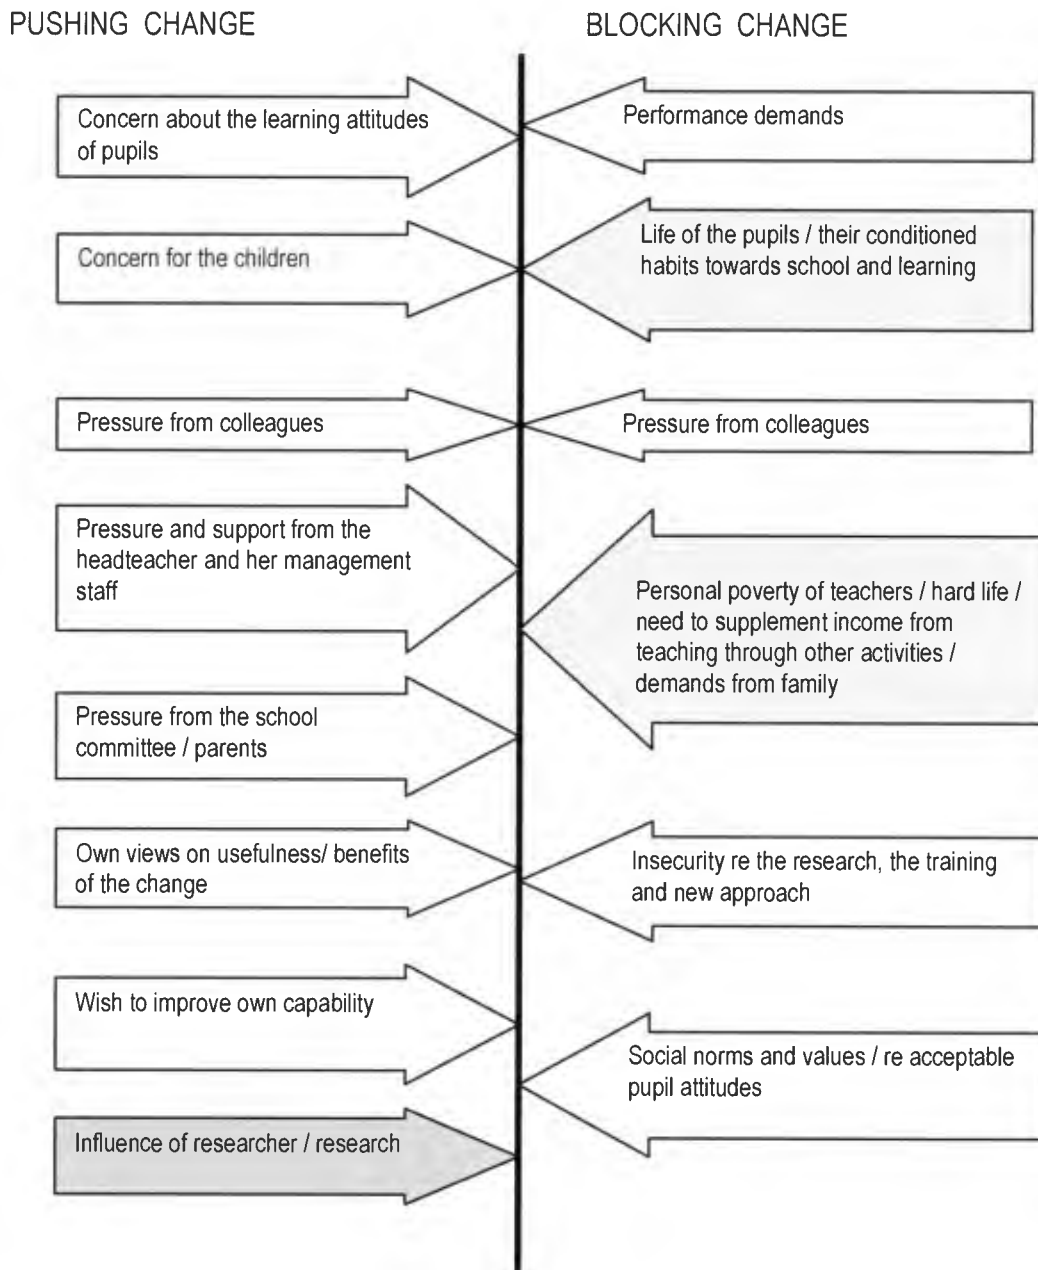 PUSHING CHANGE
BLOCKING CHANGE
Concern about the learning attitudes
of pupils
Performance demands
Concern for the children
Life of the pupils / their conditioned
habits towards school and learning
Pressure from colleagues
Pressure from colleagues
Pressure and support from the
headteacher and her management
staff
Personal poverty of teachers / hard life /
need to supplement income from
teaching through other activities /
demands from family
Pressure from the school
committee / parents
Own views on usefulness/ benefits
of the change
Insecurity re the research, the training
and new approach
Wish to improve own capability
Social norms and values / re acceptable
pupil attitudes
Influence of researcher / research